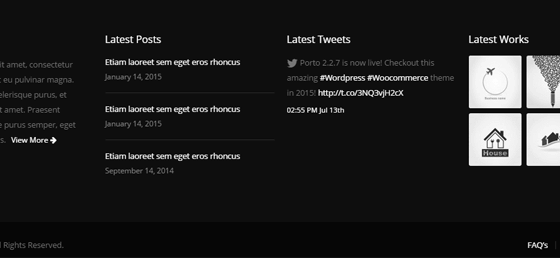 it amet, consectetur
t eu pulvinar magna.
elerisque purus, et
t amet. Praesent
e purus semper, eget
s. View More
Latest Posts
Etiam laoreet sem eget eros rhoncus
January 14, 2015
Etiam laoreet sem eget eros rhoncus
January 14, 2015
Etiam laoreet sem eget eros rhoncus
September 14, 2014
Latest Tweets
Porto 2.2.7 is now live! Checkout this
amazing #Wordpress #Woocommerce theme
in 2015! http://t.co/3NQ3vjH2cX
02:55 PM Jul 13th
Latest Works
House
l Rights Reserved.
FAQ's